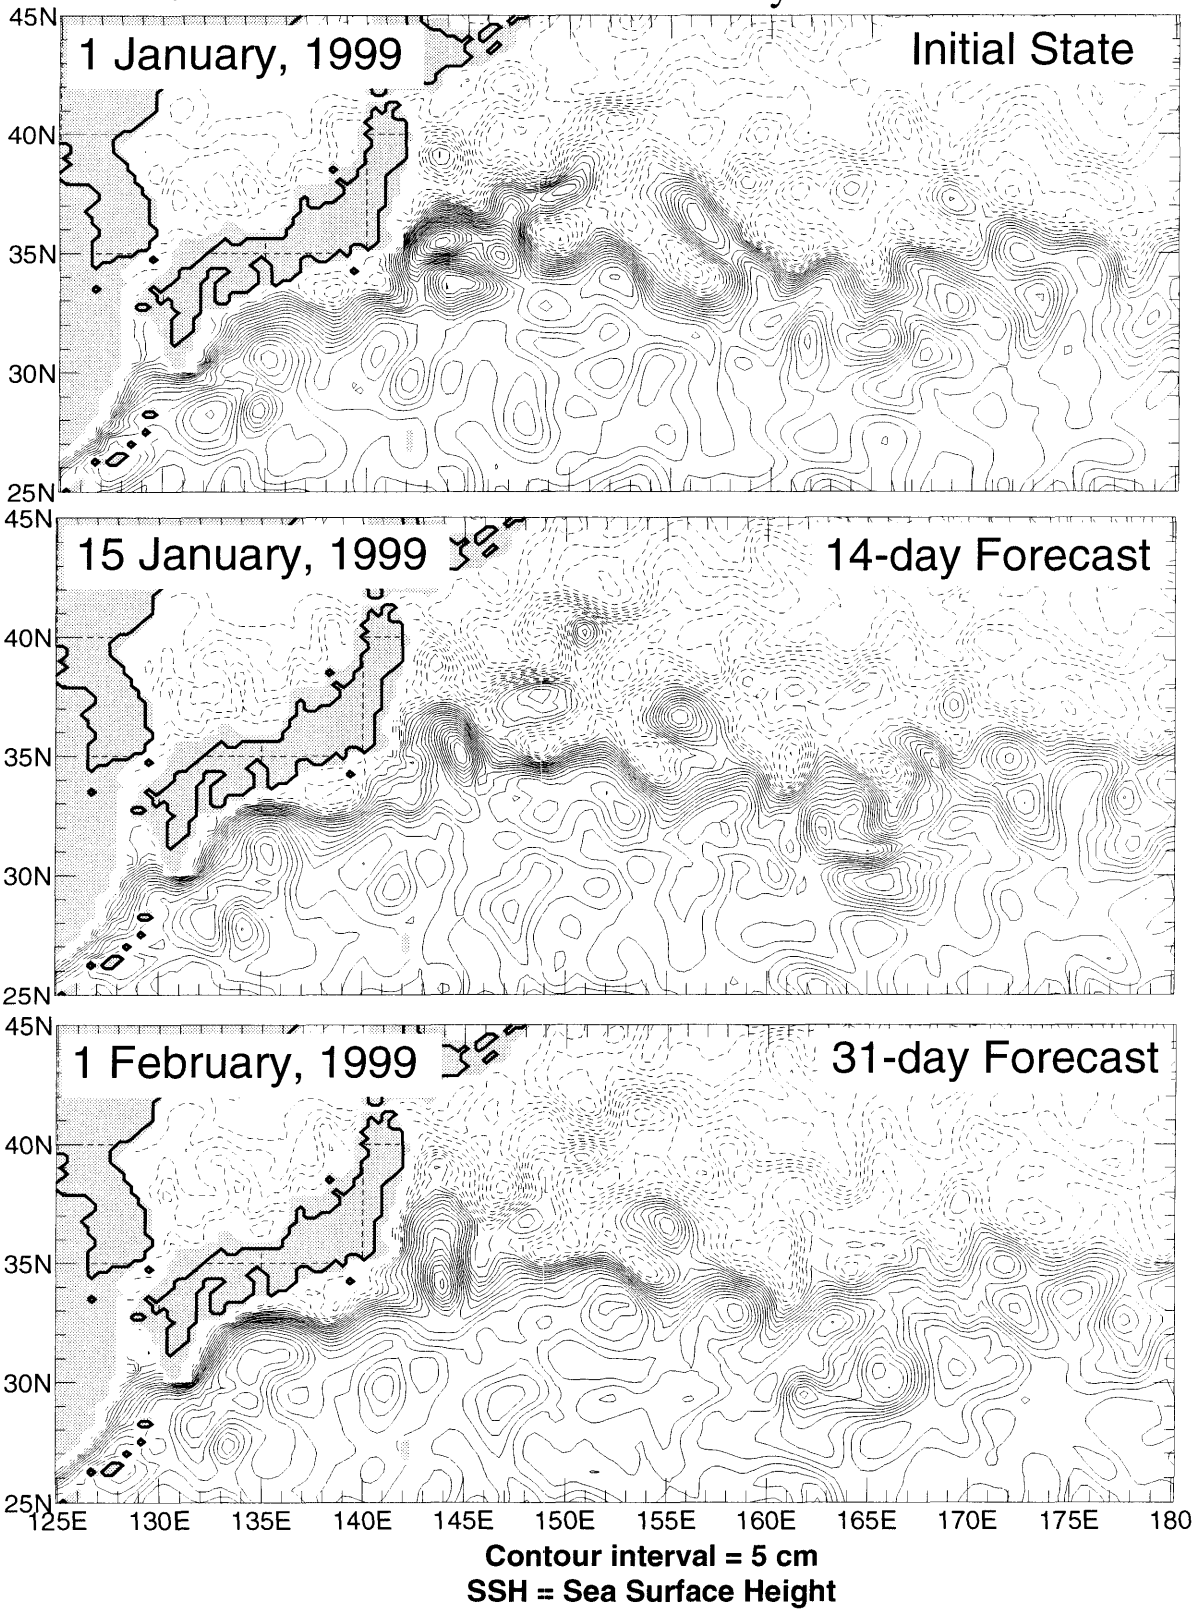 45N
1 January, 1999
Initial State
40N
35N
30N
25N
45N
15 January, 1999
14-day Forecast
40N
35N
30N
25N
45N
1 February, 1999
31-day Forecast
40N
35N
30N
25N
125E 130E 135E 140E 145E 150E 155E 160E 165E 170E 175E 180
Contour interval = 5 cm
SSH = Sea Surface Height